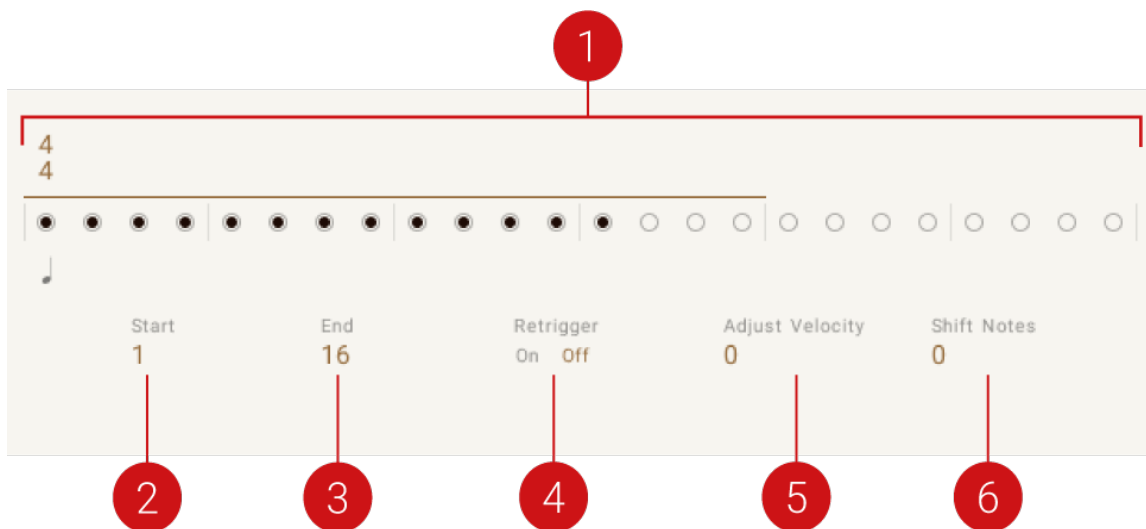 1
4
4
Start End Retrigger Adjust Velocity Shift Notes
1 16 On Off 0 0
2 3 4 5 6